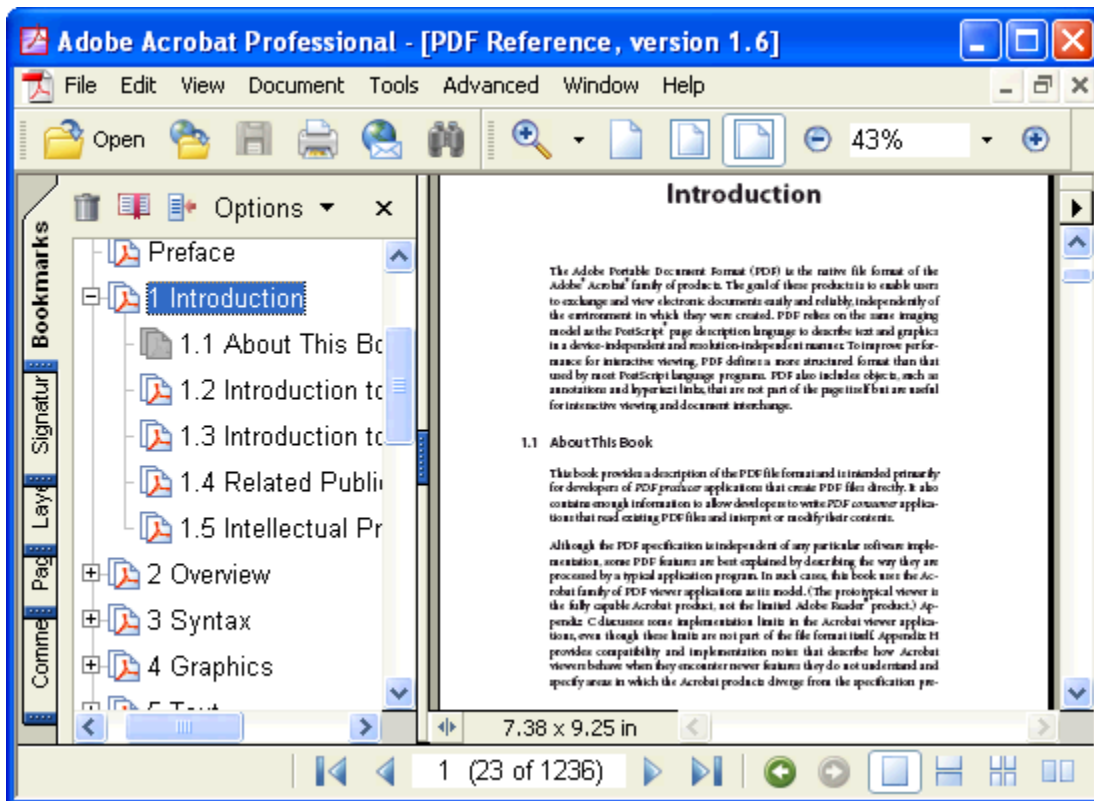 Adobe Acrobat Professional - [PDF Reference, version 1.6]
File Edit View Document Tools Advanced Window Help
Open 43%
Options
Bookmarks
Signatur
Laye
Pag
Comme
Preface
1 Introduction
1.1 About This Bo
1.2 Introduction to
1.3 Introduction to
1.4 Related Public
1.5 Intellectual Pr
2 Overview
3 Syntax
4 Graphics
5 Text
Introduction
The Adobe Portable Document Format (PDF) is the native file format of the
Adobe® Acrobat® family of products. The goal of these products is to enable users
to exchange and view electronic documents easily and reliably, independently of
the environment in which they were created. PDF relies on the same imaging
model as the PostScript® page description language to describe text and graphics
in a device-independent and resolution-independent manner. To improve perfor-
mance for interactive viewing, PDF defines a more structured format than that
used by most PostScript language programs. PDF also includes objects, such as
annotations and hypertext links, that are not part of the page itself but are useful
for interactive viewing and document interchange.
1.1 About This Book
This book provides a description of the PDF file format and is intended primarily
for developers of PDF producer applications that create PDF files directly. It also
contains enough information to allow developers to write PDF consumer applica-
tions that read existing PDF files and interpret or modify their contents.
Although the PDF specification is independent of any particular software imple-
mentation, some PDF features are best explained by describing the way they are
processed by a typical application program. In such cases, this book uses the Ac-
robat family of PDF viewer applications as its model. (The prototypical viewer is
the fully capable Acrobat product, not the limited Adobe Reader® product.) Ap-
pendix C discusses some implementation limits in the Acrobat viewer applica-
tions, even though these limits are not part of the file format itself. Appendix H
provides compatibility and implementation notes that describe how Acrobat
viewers behave when they encounter newer features they do not understand and
specify areas in which the Acrobat products diverge from the specification pre-
7.38 x 9.25 in
1 (23 of 1236)